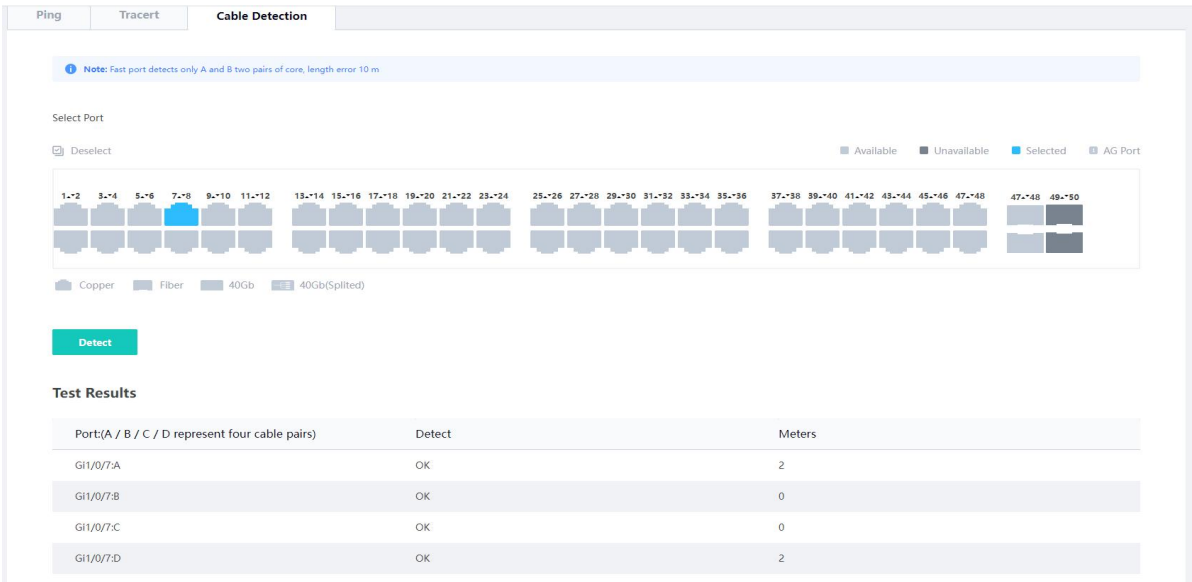 Ping Tracert Cable Detection
Note: Fast port detects only A and B two pairs of core, length error 10 m
Select Port
Deselect Available Unavailable Selected AG Port
1 2 3 4 5 6 7 8 9 10 11 12 13 14 15 16 17 18 19 20 21 22 23 24 25 26 27 28 29 30 31 32 33 34 35 36 37 38 39 40 41 42 43 44 45 46 47 48 47 48 49 50
Copper Fiber 40Gb 40Gb(Splited)
Detect
Test Results
Port:(A / B / C / D represent four cable pairs) Detect Meters
Gi1/0/7:A OK 2
Gi1/0/7:B OK 0
Gi1/0/7:C OK 0
Gi1/0/7:D OK 2